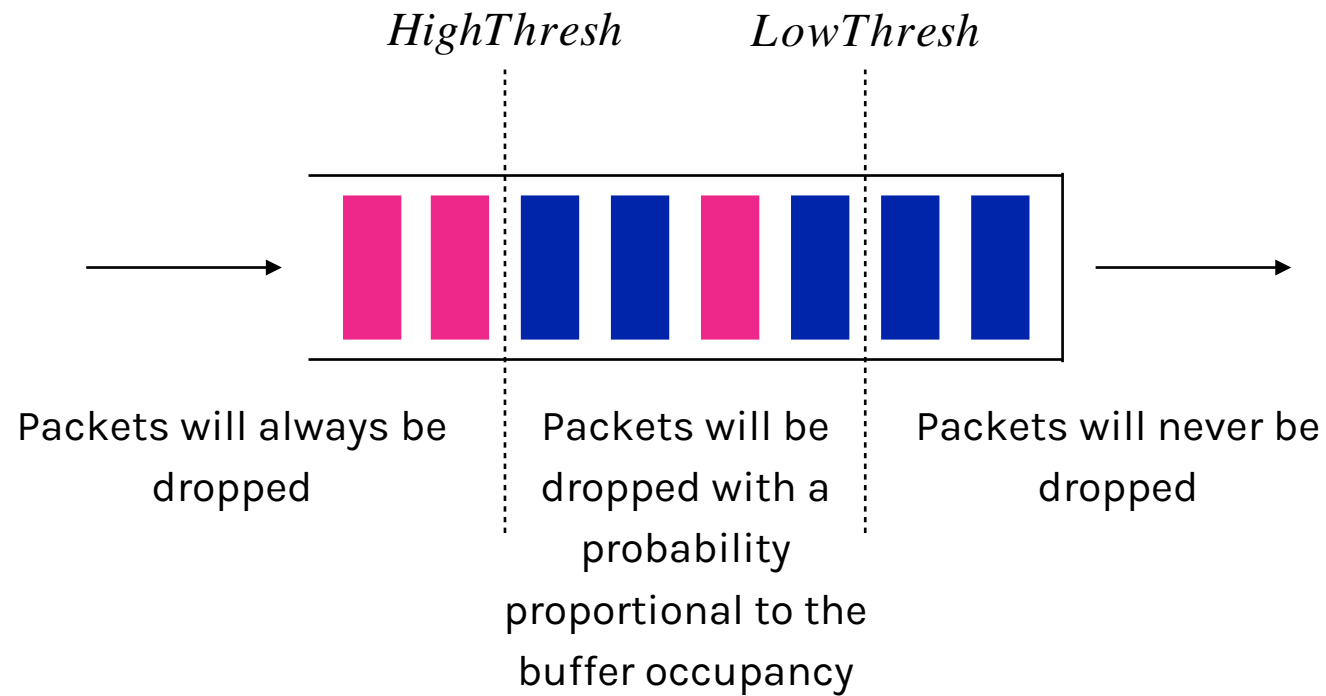 HighThresh
LowThresh
Packets will always be
dropped
Packets will be
dropped with a
probability
proportional to the
buffer occupancy
Packets will never be
dropped